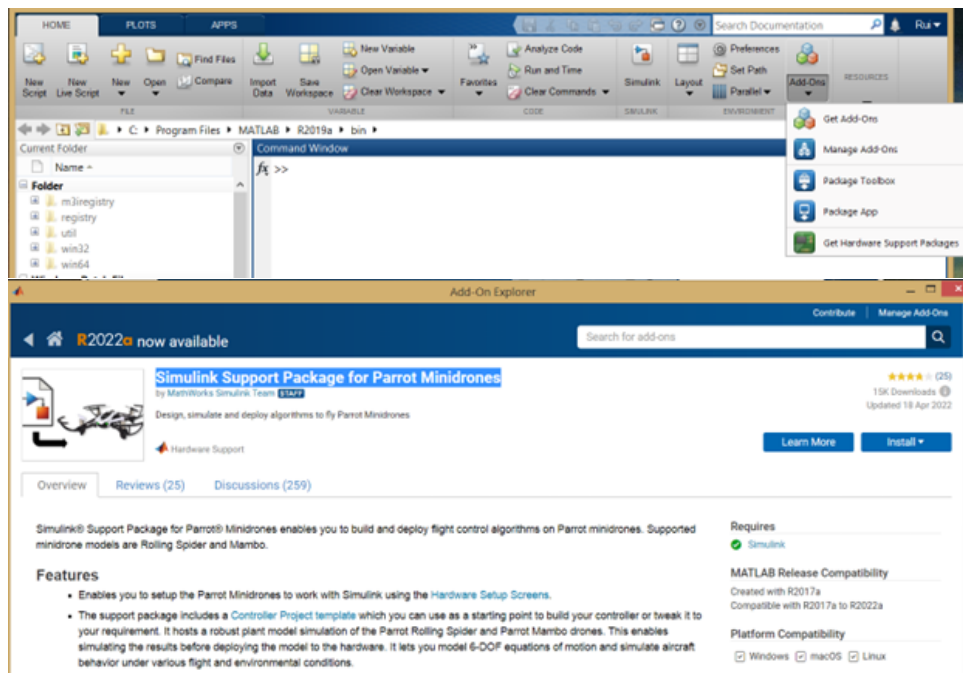 HOME PLOTS APPS
Search Documentation Rui
New Script
New Live Script
New
Open
Find Files
Compare
Import Data
Save Workspace
New Variable
Open Variable
Clear Workspace
Favorites
Analyze Code
Run and Time
Clear Commands
Simulink
Layout
Preferences
Set Path
Parallel
Add-Ons
RESOURCES
FILE VARIABLE CODE SIMULINK ENVIRONMENT
Get Add-Ons
Manage Add-Ons
Package Toolbox
Package App
Get Hardware Support Packages
C: Program Files MATLAB R2019a bin
Current Folder
Name
Folder
m3iregistry
registry
util
win32
win64
Command Window
fx >>
Add-On Explorer
Contribute Manage Add-Ons
R2022a now available
Search for add-ons
Simulink Support Package for Parrot Minidrones
by MathWorks Simulink Team STAFF
Design, simulate and deploy algorithms to fly Parrot Minidrones
Hardware Support
(25)
15K Downloads
Updated 18 Apr 2022
Learn More Install
Overview Reviews (25) Discussions (259)
Simulink® Support Package for Parrot® Minidrones enables you to build and deploy flight control algorithms on Parrot minidrones. Supported
minidrone models are Rolling Spider and Mambo.
Features
• Enables you to setup the Parrot Minidrones to work with Simulink using the Hardware Setup Screens.
• The support package includes a Controller Project template which you can use as a starting point to build your controller or tweak it to
your requirement. It hosts a robust plant model simulation of the Parrot Rolling Spider and Parrot Mambo drones. This enables
simulating the results before deploying the model to the hardware. It lets you model 6-DOF equations of motion and simulate aircraft
behavior under various flight and environmental conditions.
Requires
Simulink
MATLAB Release Compatibility
Created with R2017a
Compatible with R2017a to R2022a
Platform Compatibility
Windows macOS Linux